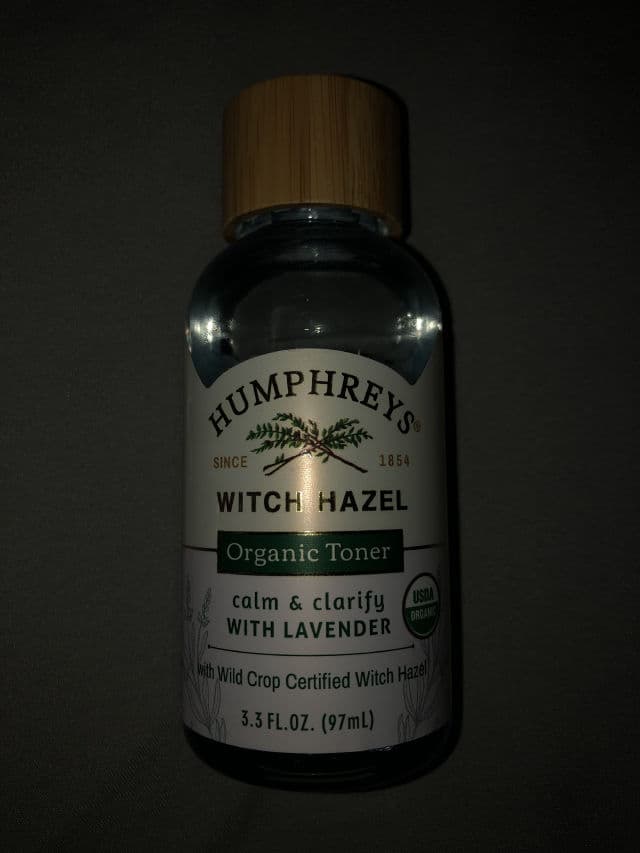 HUMPHREYS®
SINCE 1854
WITCH HAZEL
Organic Toner
calm & clarify
WITH LAVENDER
USDA
ORGANIC
with Wild Crop Certified Witch Hazel
3.3 FL.OZ. (97mL)